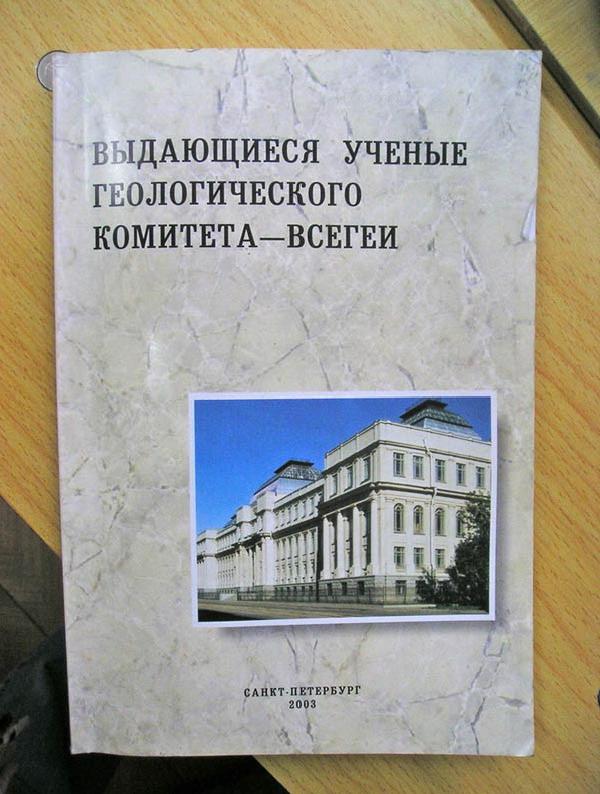 ВЫДАЮЩИЕСЯ УЧЕНЫЕ
ГЕОЛОГИЧЕСКОГО
КОМИТЕТА—ВСЕГЕИ
САНКТ-ПЕТЕРБУРГ
2003